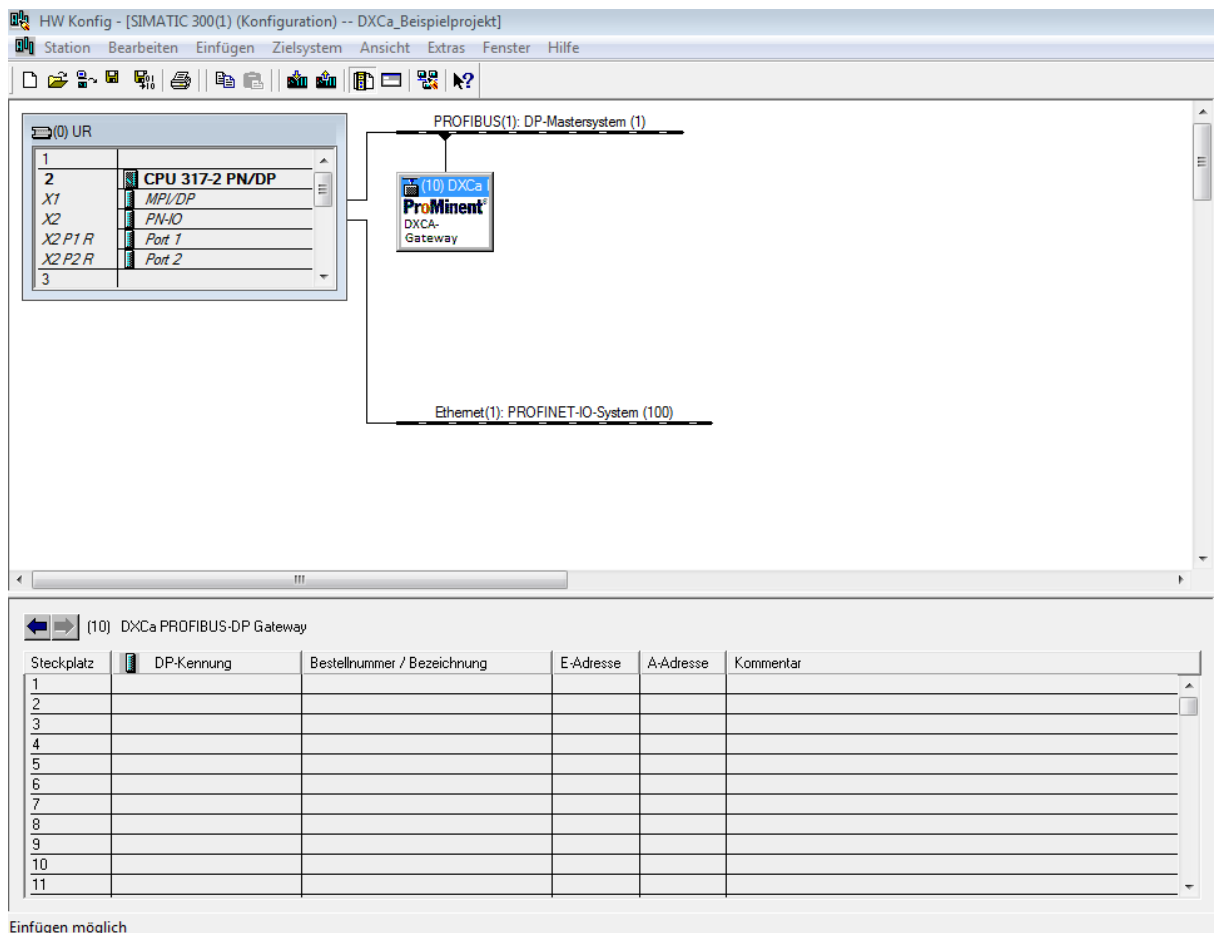 HW Konfig - [SIMATIC 300(1) (Konfiguration) -- DXCa_Beispielprojekt]
Station Bearbeiten Einfügen Zielsystem Ansicht Extras Fenster Hilfe
(0) UR
1
2 CPU 317-2 PN/DP
X1 MPI/DP
X2 PN-IO
X2 P1 R Port 1
X2 P2 R Port 2
3
PROFIBUS(1): DP-Mastersystem (1)
(10) DXCa
ProMinent®
DXCA-
Gateway
Ethernet(1): PROFINET-IO-System (100)
(10) DXCa PROFIBUS-DP Gateway
Steckplatz DP-Kennung Bestellnummer / Bezeichnung E-Adresse A-Adresse Kommentar
1
2
3
4
5
6
7
8
9
10
11
Einfügen möglich